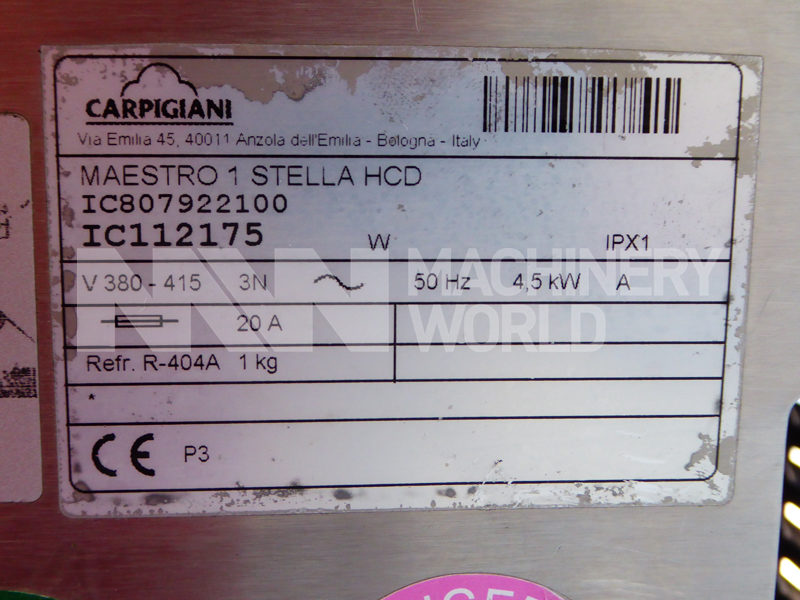 CARPIGIANI
Via Emilia 45, 40011 Anzola dell'Emilia - Bologna - Italy
MAESTRO 1 STELLA HCD
IC807922100
IC112175 W IPX1
V 380 - 415 3N 50 Hz 4,5 kW A
20 A
Refr. R-404A 1 kg
*
CE P3
MACHINERY
WORLD